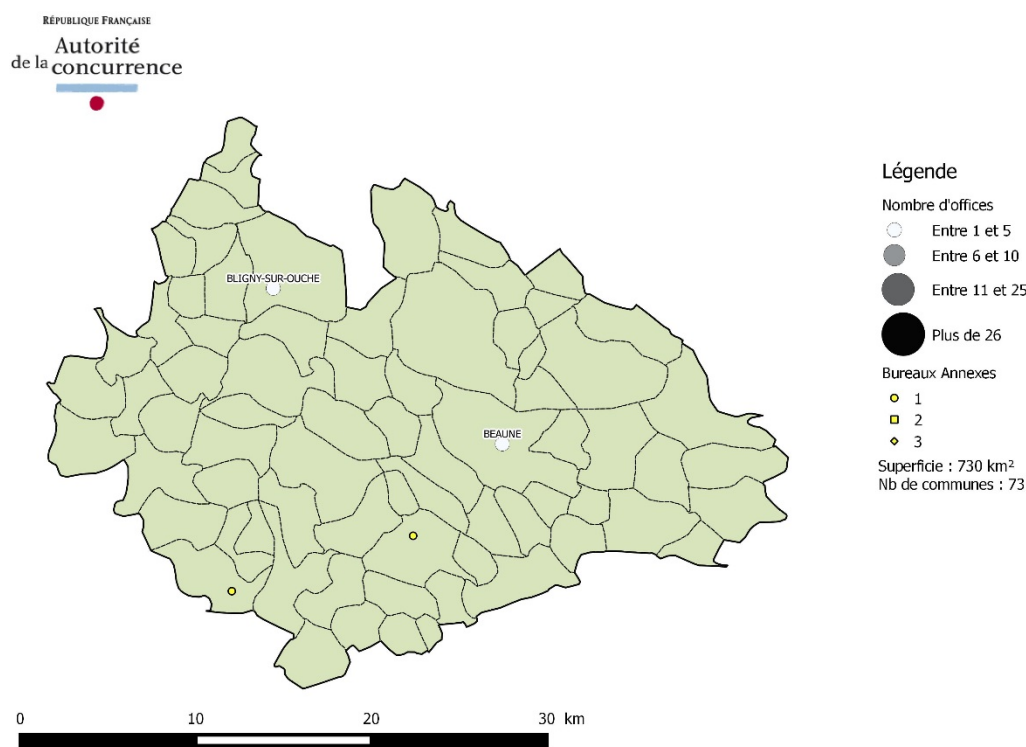 RÉPUBLIQUE FRANÇAISE
Autorité
de la concurrence
BLIGNY-SUR-OUCHE
BEAUNE
Légende
Nombre d'offices
Entre 1 et 5
Entre 6 et 10
Entre 11 et 25
Plus de 26
Bureaux Annexes
1
2
3
Superficie : 730 km²
Nb de communes : 73
0 10 20 30 km